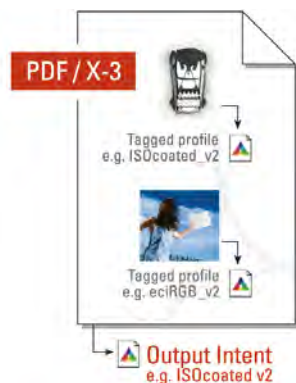 PDF/X-3
Tagged profile
e.g. ISOcoated_v2
Tagged profile
e.g. eciRGB_v2
Output Intent
e.g. ISOcoated v2